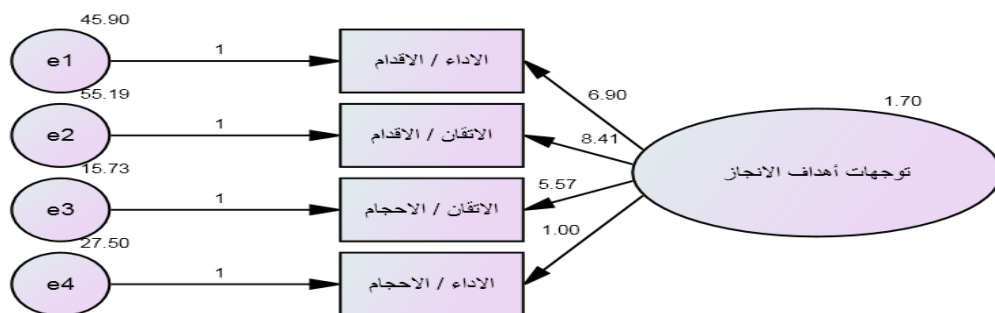 45.90
e1
1
الاداء / الاقدام
6.90
55.19
e2
1
الاتقان / الاقدام
8.41
1.70
توجهات أهداف الانجاز
15.73
e3
1
الاتقان / الاحجام
5.57
27.50
e4
1
الاداء / الاحجام
1.00